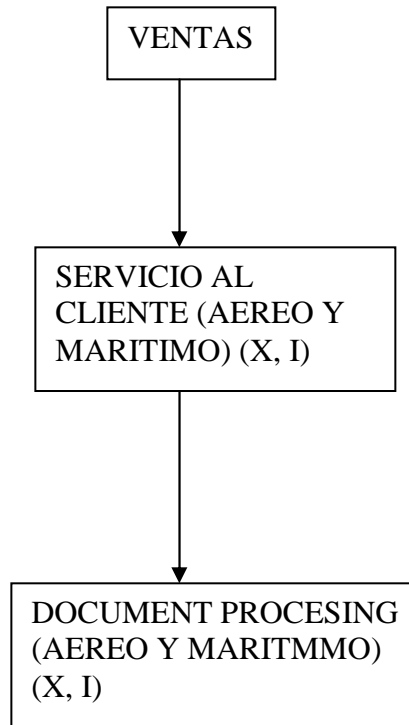 VENTAS
SERVICIO AL
CLIENTE (AEREO Y
MARITIMO) (X, I)
DOCUMENT PROCESING
(AEREO Y MARITMMO)
(X, I)